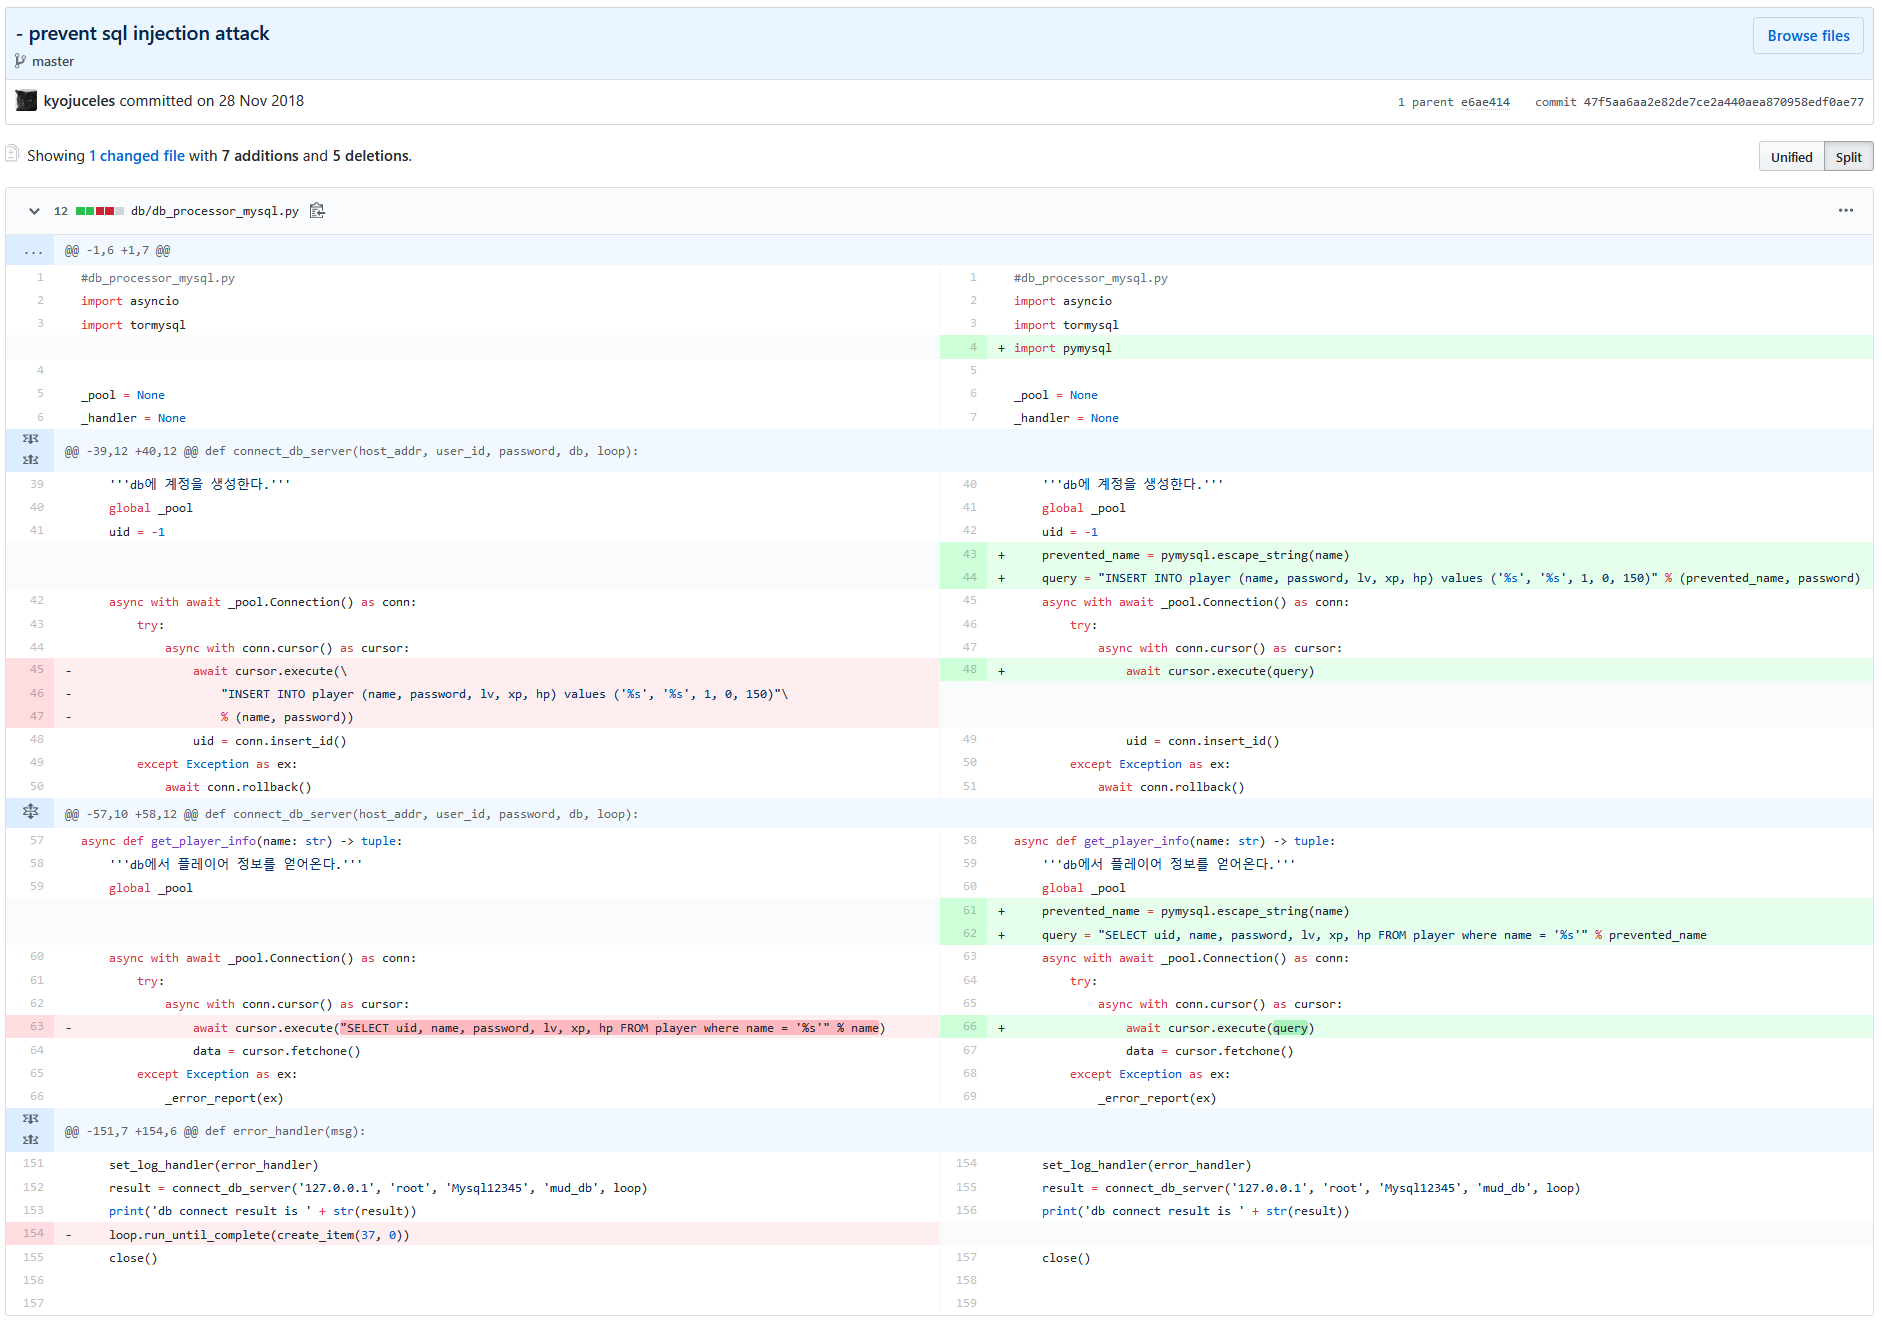 - prevent sql injection attack
Browse files
master
kyojuceles committed on 28 Nov 2018
1 parent e6ae414 commit 47f5aa6aa2e82de7ce2a440aea870958edf0ae77
Showing 1 changed file with 7 additions and 5 deletions.
Unified Split
12 db/db_processor_mysql.py
... @@ -1,6 +1,7 @@
1 #db_processor_mysql.py 1 #db_processor_mysql.py
2 import asyncio 2 import asyncio
3 import tormysql 3 import tormysql
4 + import pymysql
4 5
5 _pool = None 6 _pool = None
6 _handler = None 7 _handler = None
@@ -39,12 +40,12 @@ def connect_db_server(host_addr, user_id, password, db, loop):
39 '''db에 계정을 생성한다.''' 40 '''db에 계정을 생성한다.'''
40 global _pool 41 global _pool
41 uid = -1 42 uid = -1
43 + prevented_name = pymysql.escape_string(name)
44 + query = "INSERT INTO player (name, password, lv, xp, hp) values ('%s', '%s', 1, 0, 150)" % (prevented_name, password)
42 async with await _pool.Connection() as conn: 45 async with await _pool.Connection() as conn:
43 try: 46 try:
44 async with conn.cursor() as cursor: 47 async with conn.cursor() as cursor:
45 - await cursor.execute(\ 48 + await cursor.execute(query)
46 - "INSERT INTO player (name, password, lv, xp, hp) values ('%s', '%s', 1, 0, 150)"\
47 - % (name, password))
48 uid = conn.insert_id() 49 uid = conn.insert_id()
49 except Exception as ex: 50 except Exception as ex:
50 await conn.rollback() 51 await conn.rollback()
@@ -57,10 +58,12 @@ def connect_db_server(host_addr, user_id, password, db, loop):
57 async def get_player_info(name: str) -> tuple: 58 async def get_player_info(name: str) -> tuple:
58 '''db에서 플레이어 정보를 얻어온다.''' 59 '''db에서 플레이어 정보를 얻어온다.'''
59 global _pool 60 global _pool
61 + prevented_name = pymysql.escape_string(name)
62 + query = "SELECT uid, name, password, lv, xp, hp FROM player where name = '%s'" % prevented_name
60 async with await _pool.Connection() as conn: 63 async with await _pool.Connection() as conn:
61 try: 64 try:
62 async with conn.cursor() as cursor: 65 async with conn.cursor() as cursor:
63 - await cursor.execute("SELECT uid, name, password, lv, xp, hp FROM player where name = '%s'" % name) 66 + await cursor.execute(query)
64 data = cursor.fetchone() 67 data = cursor.fetchone()
65 except Exception as ex: 68 except Exception as ex:
66 _error_report(ex) 69 _error_report(ex)
@@ -151,7 +154,6 @@ def error_handler(msg):
151 set_log_handler(error_handler) 154 set_log_handler(error_handler)
152 result = connect_db_server('127.0.0.1', 'root', 'Mysql12345', 'mud_db', loop) 155 result = connect_db_server('127.0.0.1', 'root', 'Mysql12345', 'mud_db', loop)
153 print('db connect result is ' + str(result)) 156 print('db connect result is ' + str(result))
154 - loop.run_until_complete(create_item(37, 0))
155 close() 157 close()
156 158
157 159